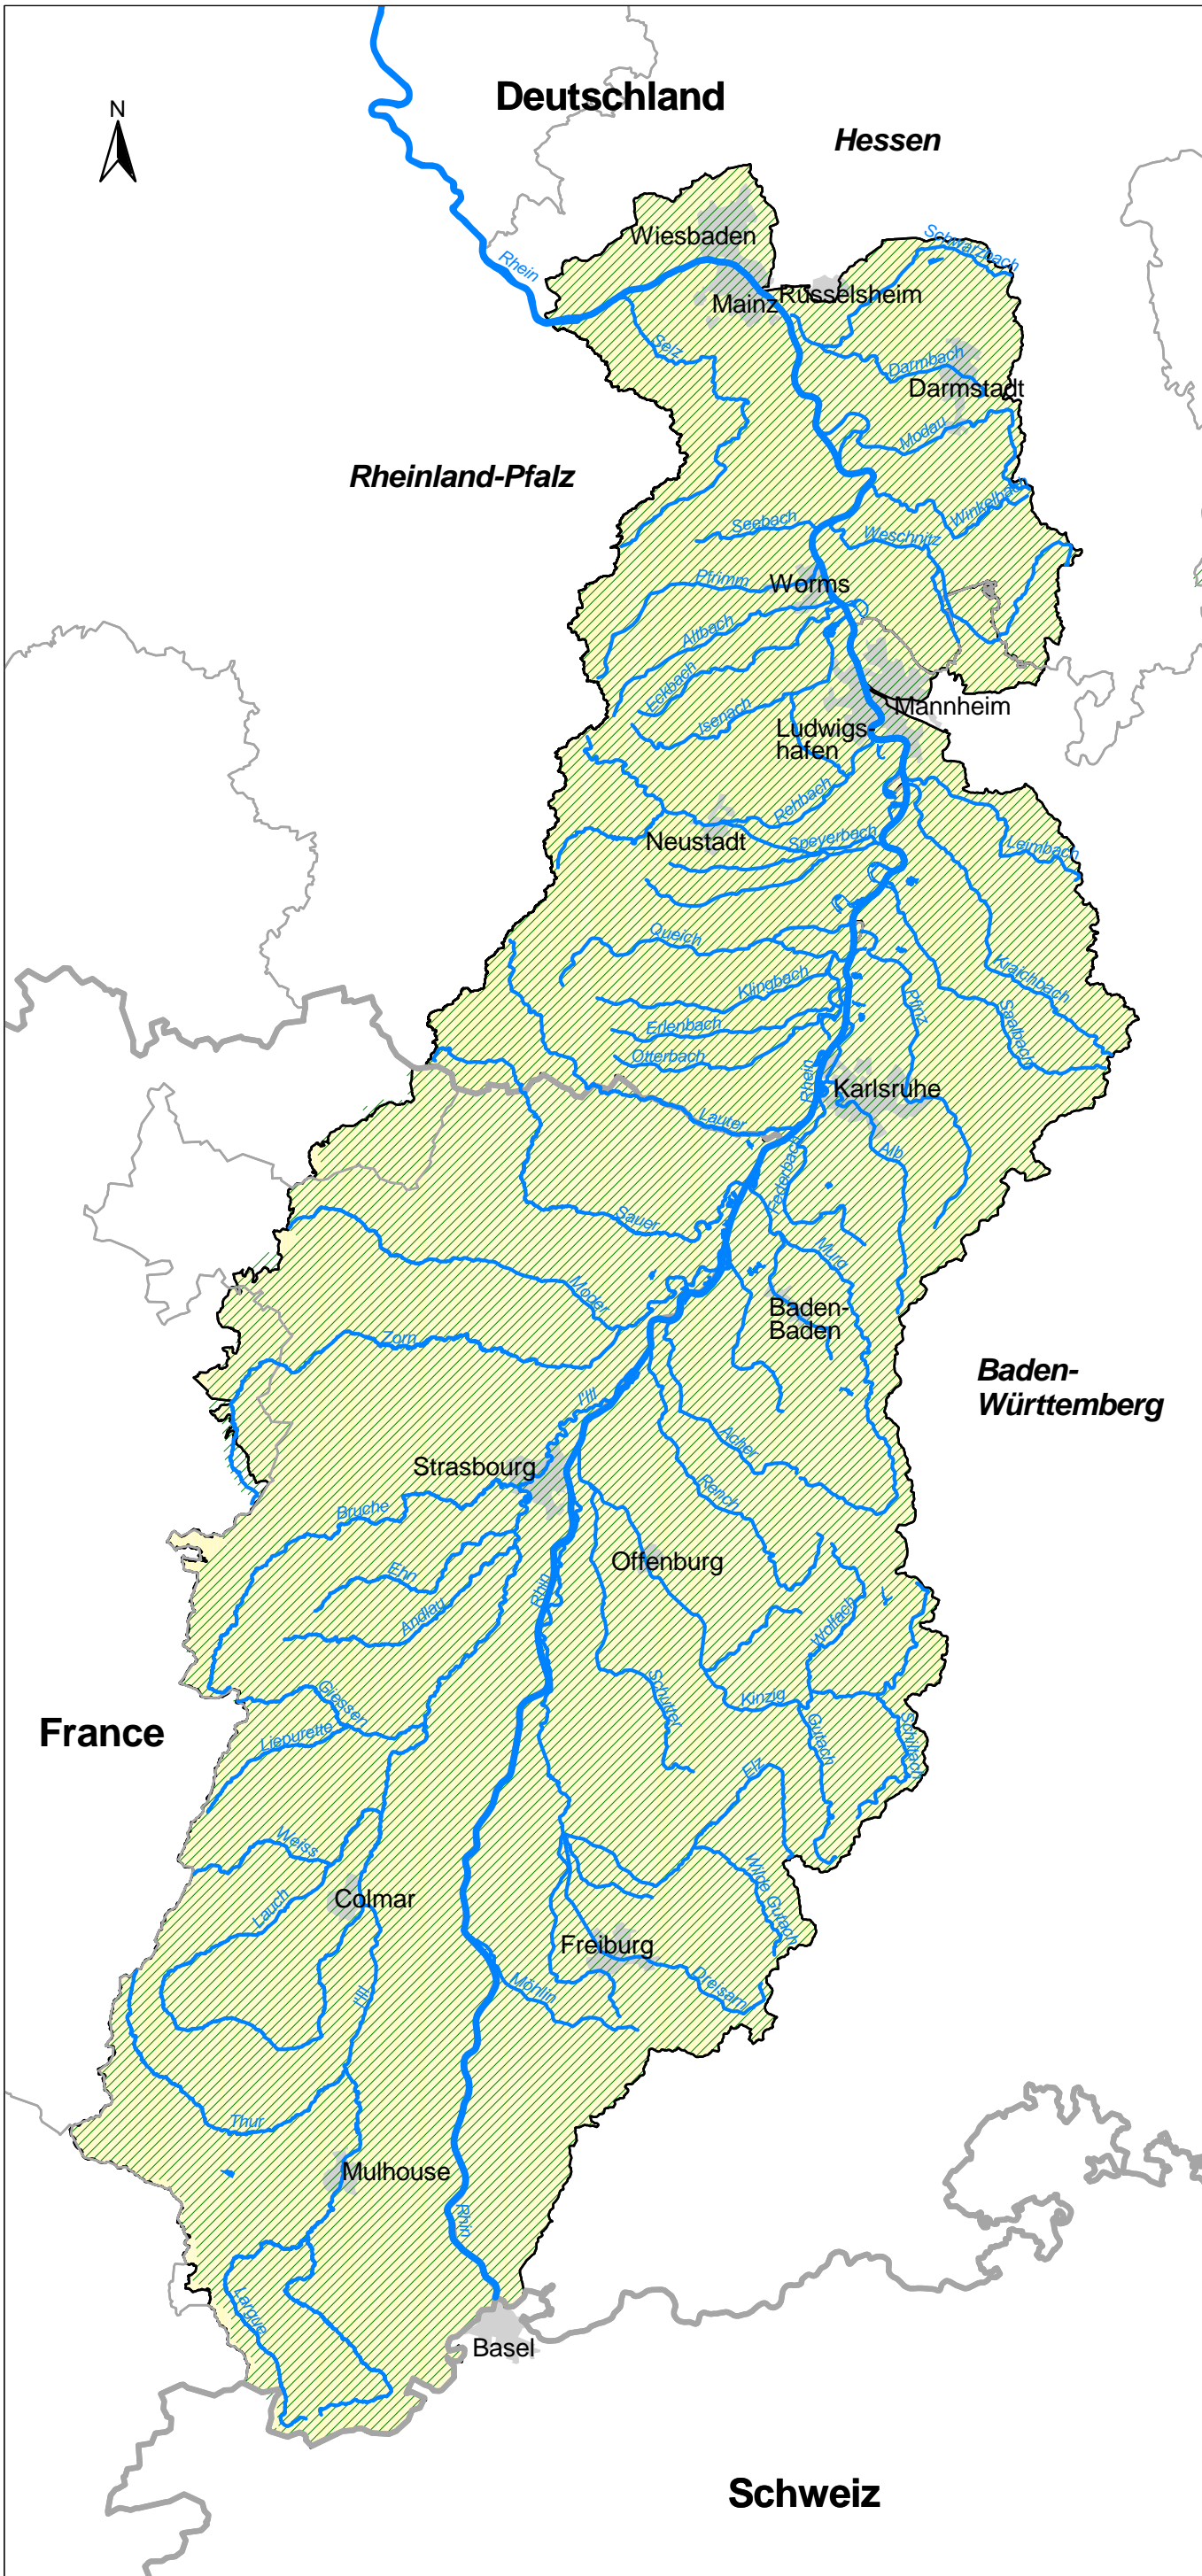 Deutschland
N
Hessen
Schwarzbach
Wiesbaden
Rhein
Mainz
Rüsselsheim
Selz
Darmbach
Darmstadt
Modau
Rheinland-Pfalz
Winkelbach
Seebach
Weschnitz
Pfrimm
Worms
Altbach
Eckbach
Isenach
Mannheim
Ludwigs-
hafen
Rehbach
Neustadt
Speyerbach
Leimbach
Queich
Klingbach
Kraichbach
Pfinz
Saalbach
Erlenbach
Otterbach
Rhein
Karlsruhe
Lauter
Alb
Federbach
Sauer
Murg
Moder
Baden-
Baden
Zorn
Baden-
Württemberg
l'Ill
Acher
Strasbourg
Rench
Bruche
Offenburg
Ehn
Rhin
Andlau
Wolfach
Schutter
Giessen
Kinzig
France
Liepurette
Gutach
Schiltach
Elz
Weiss
Wilde Gutach
Colmar
Lauch
Freiburg
Dreisam
Möhlin
l'Ill
Thur
Mulhouse
Rhin
Largue
Basel
Schweiz